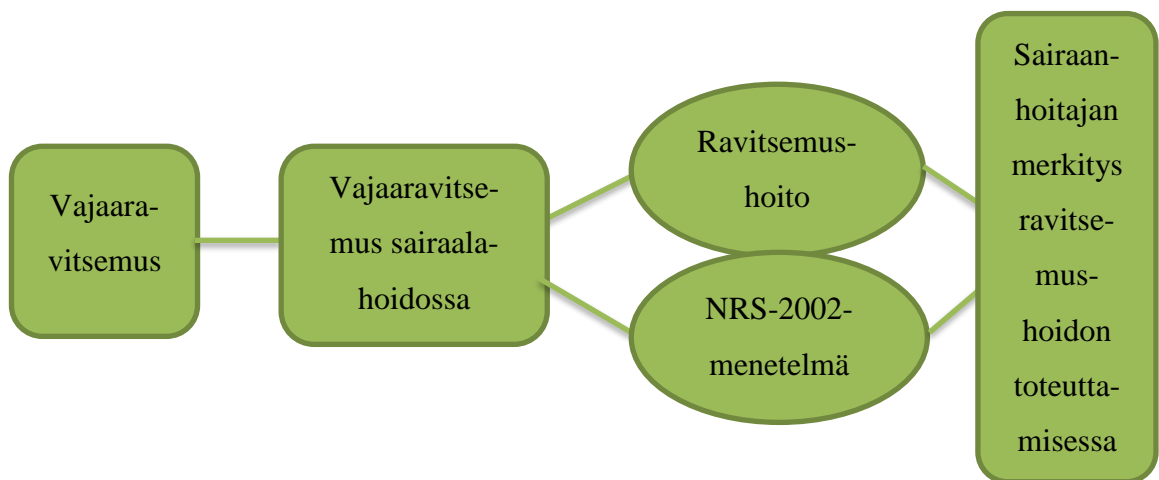 Vajaara-
vitsemus
Vajaaravitse-
mus sairaala-
hoidossa
Ravitsemus-
hoito
NRS-2002-
menetelmä
Sairaan-
hoitajan
merkitys
ravitse-
mus-
hoidon
toteutta-
misessa